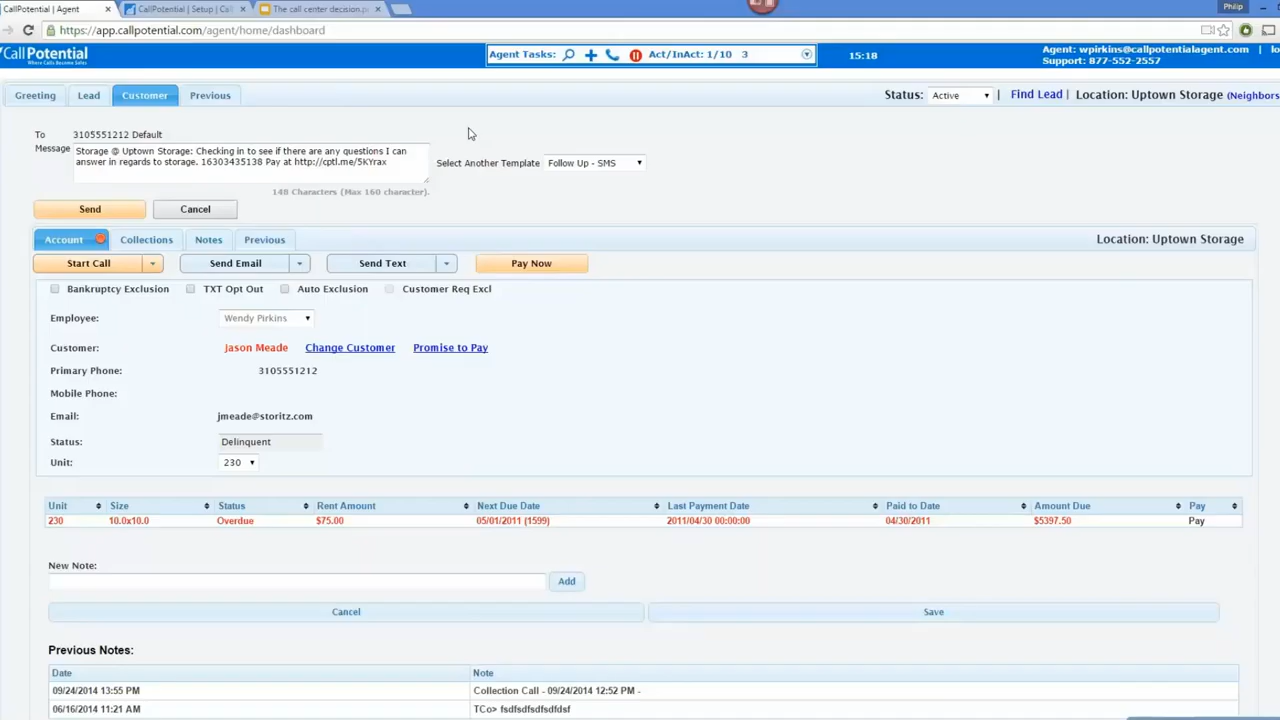 CallPotential | Agent
CallPotential | Setup | Call
The call center decision.p
Philip
https://app.callpotential.com/agent/home/dashboard
CallPotential
Where Calls Become Sales
Agent Tasks: Act/InAct: 1/10 3
15:18
Agent: wpirkins@callpotentialagent.com | lo
Support: 877-552-2557
Greeting Lead Customer Previous
Status: Active | Find Lead | Location: Uptown Storage (Neighbors
To 3105551212 Default
Message Storage @ Uptown Storage: Checking in to see if there are any questions I can
answer in regards to storage. 16303435138 Pay at http://cptl.me/5KYrax
Select Another Template Follow Up - SMS
148 Characters (Max 160 character).
Send Cancel
Account Collections Notes Previous Location: Uptown Storage
Start Call Send Email Send Text Pay Now
Bankruptcy Exclusion TXT Opt Out Auto Exclusion Customer Req Excl
Employee: Wendy Pirkins
Customer: Jason Meade Change Customer Promise to Pay
Primary Phone: 3105551212
Mobile Phone:
Email: jmeade@storitz.com
Status: Delinquent
Unit: 230
Unit Size Status Rent Amount Next Due Date Last Payment Date Paid to Date Amount Due Pay
230 10.0x10.0 Overdue $75.00 05/01/2011 (1599) 2011/04/30 00:00:00 04/30/2011 $5397.50 Pay
New Note:
Add
Cancel Save
Previous Notes:
Date Note
09/24/2014 13:55 PM Collection Call - 09/24/2014 12:52 PM -
06/16/2014 11:21 AM TCo> fsdfsdfsdfsdfdsf